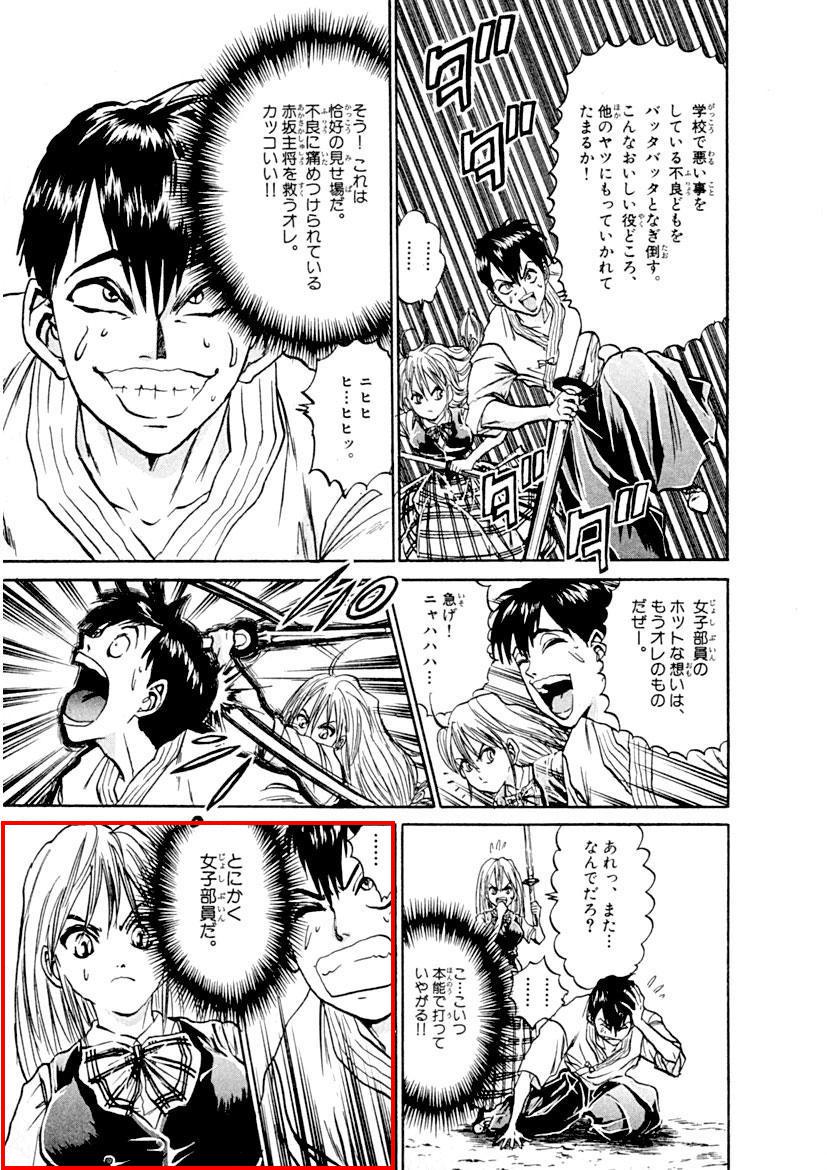 学校で悪い事を
している不良どもを
バッタバッタとなぎ倒す。
こんなおいしい役どころ、
他のヤツにもっていかれて
たまるか!
ダダダダ
……
……
そう! これは
恰好の見せ場だ。
不良に痛めつけられている
赤坂主将を救うオレ。
カッコいい!!
ニヒヒ
ヒ…ヒヒッ。
女子部員の
ホットな想いは、
もうオレのもの
だぜー。
急げ!
ニャハハハ…
あれっ、また…
なんでだろ?
……
……
こ…こいつ
本能で打って
いやがる!!
……
とにかく
女子部員だ。